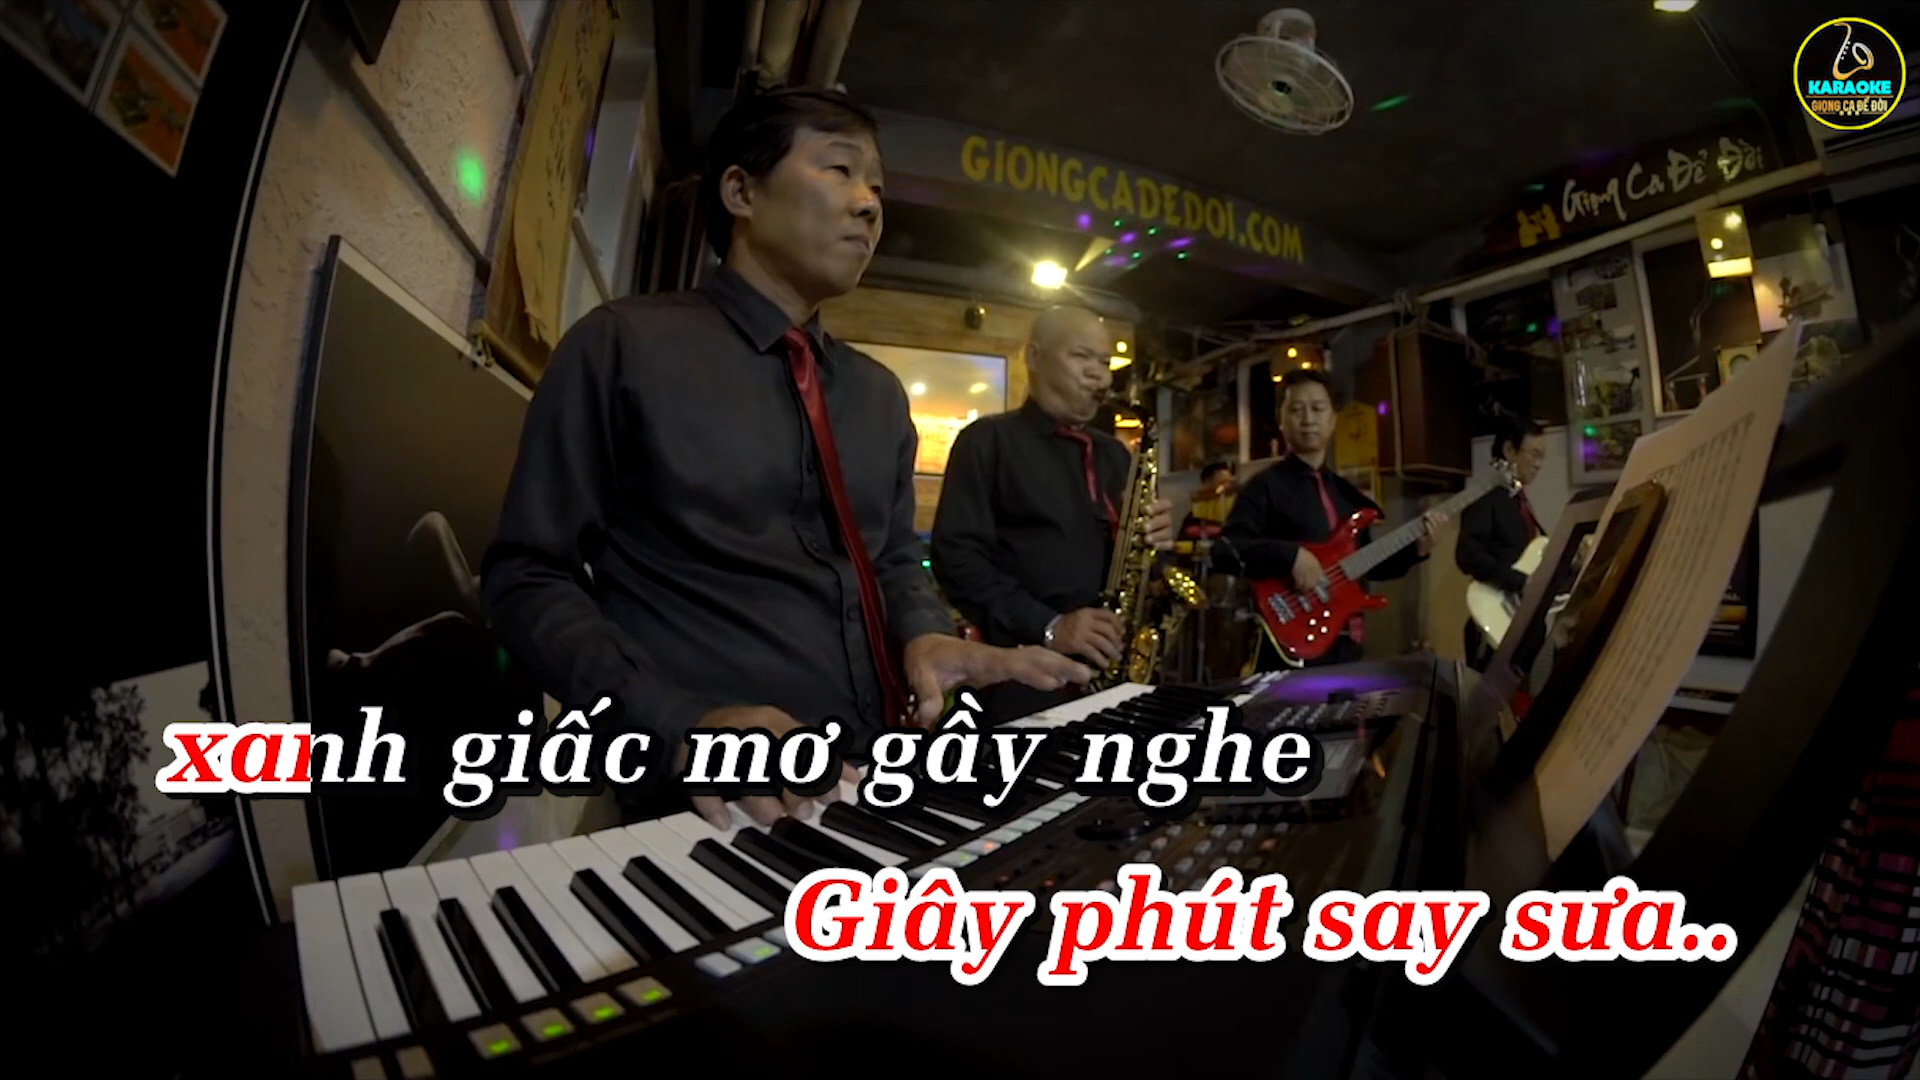 KARAOKE
GIỌNG CA ĐỂ ĐỜI
GIONGCADEDOI.COM
Giọng Ca Để Đời
xanh giấc mơ gầy nghe
Giây phút say sưa..